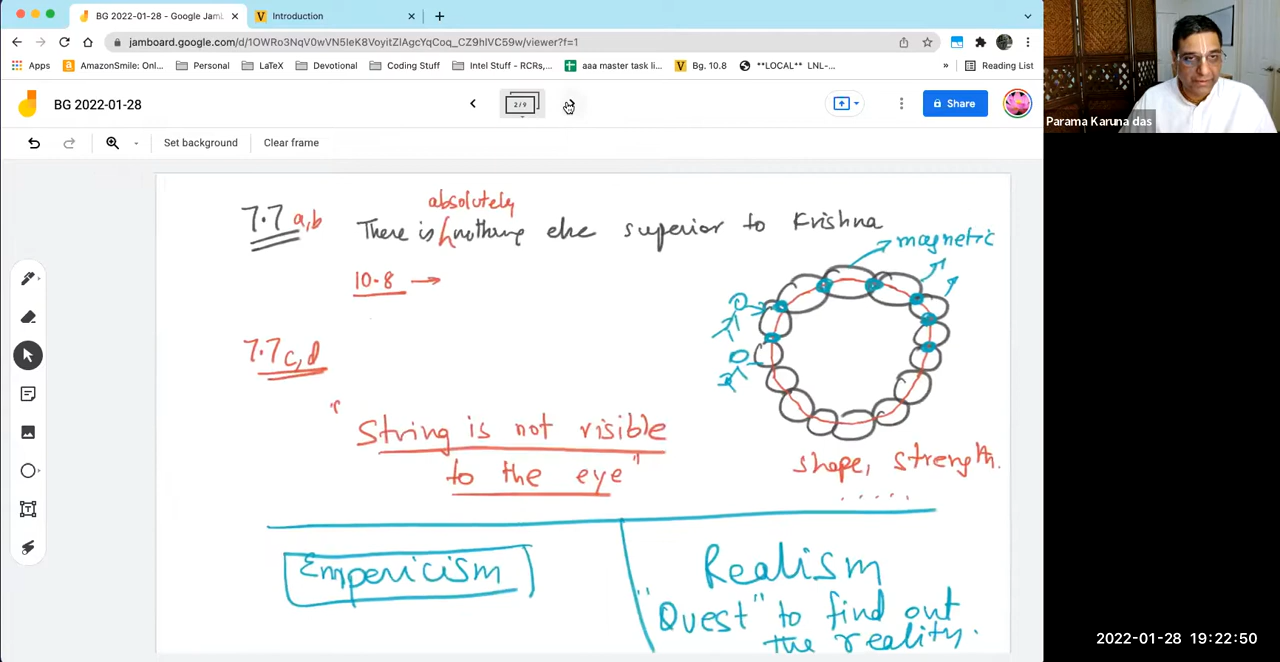 BG 2022-01-28 - Google Jam
Introduction
jamboard.google.com/d/1OWRo3NqV0wVN5IeK8VoyitZlAgcYqCoq_CZ9hIVC59w/viewer?f=1
Apps
AmazonSmile: Onl...
Personal
LaTeX
Devotional
Coding Stuff
Intel Stuff - RCRs,...
aaa master task li...
Bg. 10.8
**LOCAL** LNL-...
»
Reading List
BG 2022-01-28
2/9
Share
Parama Karuna das
Set background
Clear frame
absolutely
7.7 a,b There is nothing else superior to Krishna
magnetic
10.8 →
7.7 c,d
"String is not visible
to the eye"
shape, strength.
......
Empericism
Realism
"Quest" to find out
the reality.
2022-01-28 19:22:50